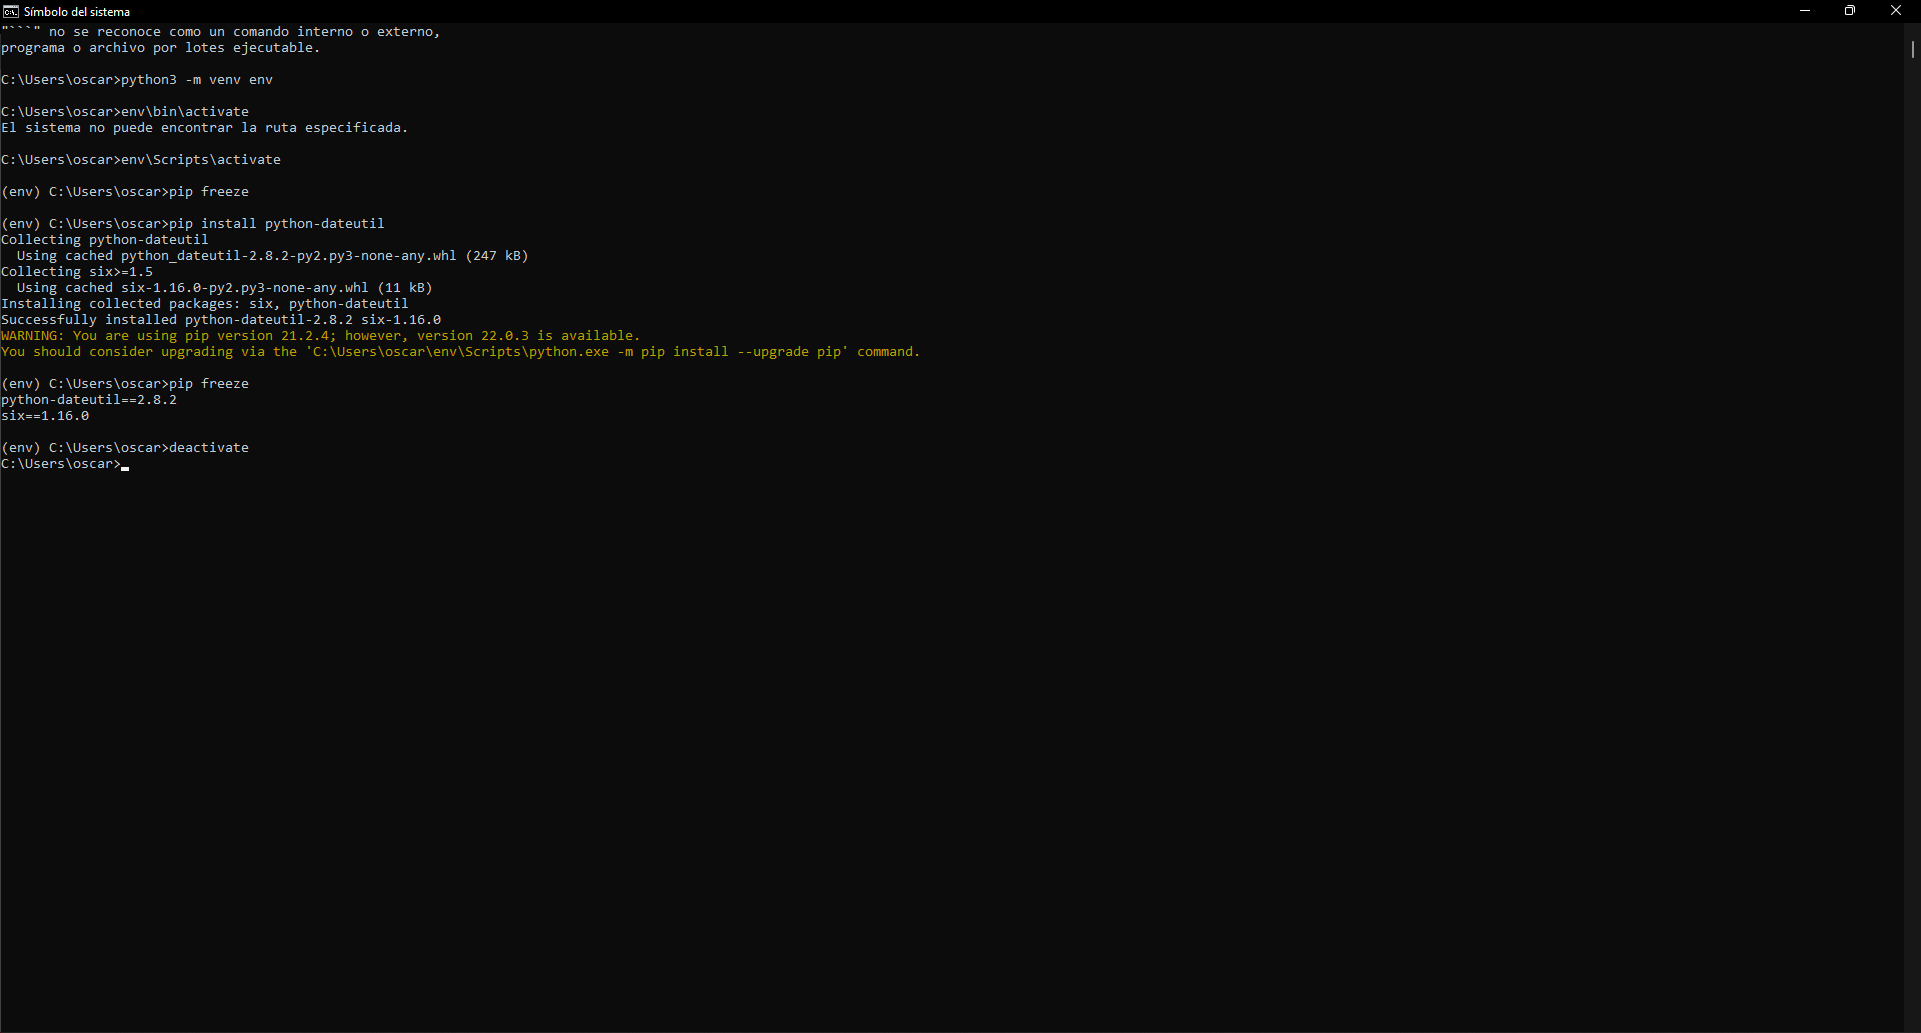 Símbolo del sistema
"```" no se reconoce como un comando interno o externo,
programa o archivo por lotes ejecutable.
C:\Users\oscar>python3 -m venv env
C:\Users\oscar>env\bin\activate
El sistema no puede encontrar la ruta especificada.
C:\Users\oscar>env\Scripts\activate
(env) C:\Users\oscar>pip freeze
(env) C:\Users\oscar>pip install python-dateutil
Collecting python-dateutil
  Using cached python_dateutil-2.8.2-py2.py3-none-any.whl (247 kB)
Collecting six>=1.5
  Using cached six-1.16.0-py2.py3-none-any.whl (11 kB)
Installing collected packages: six, python-dateutil
Successfully installed python-dateutil-2.8.2 six-1.16.0
WARNING: You are using pip version 21.2.4; however, version 22.0.3 is available.
You should consider upgrading via the 'C:\Users\oscar\env\Scripts\python.exe -m pip install --upgrade pip' command.
(env) C:\Users\oscar>pip freeze
python-dateutil==2.8.2
six==1.16.0
(env) C:\Users\oscar>deactivate
C:\Users\oscar>